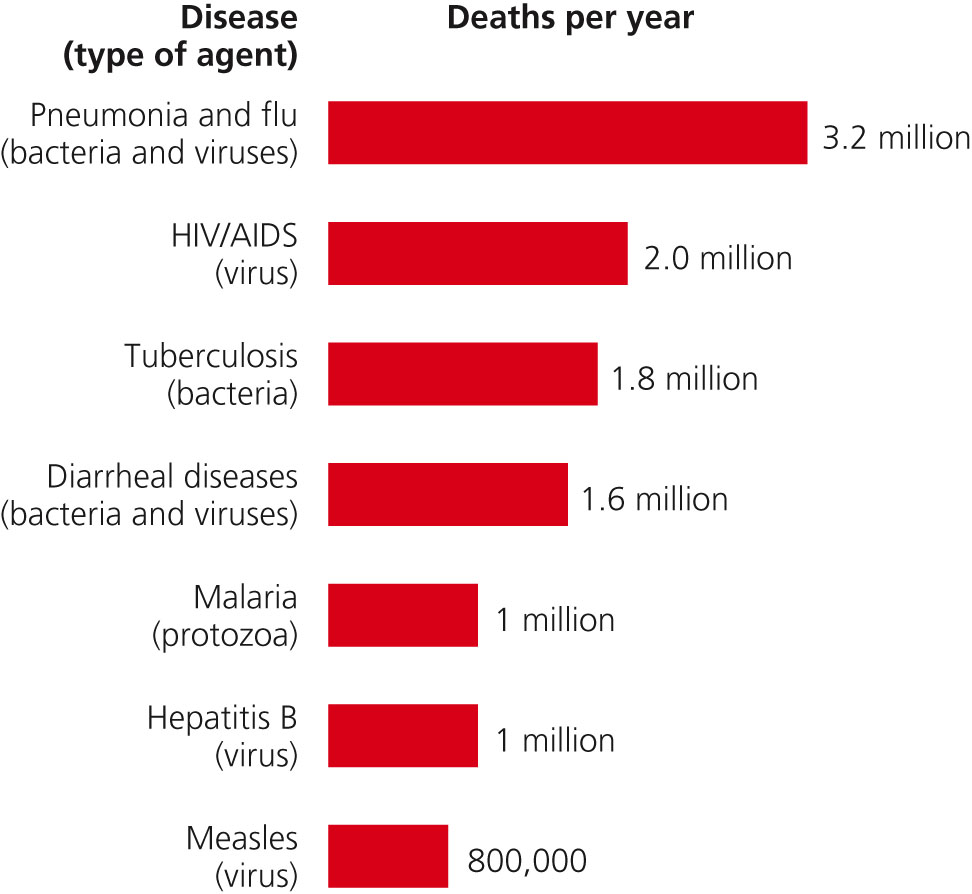 Disease
(type of agent)
Deaths per year
Pneumonia and flu
(bacteria and viruses)
3.2 million
HIV/AIDS
(virus)
2.0 million
Tuberculosis
(bacteria)
1.8 million
Diarrheal diseases
(bacteria and viruses)
1.6 million
Malaria
(protozoa)
1 million
Hepatitis B
(virus)
1 million
Measles
(virus)
800,000